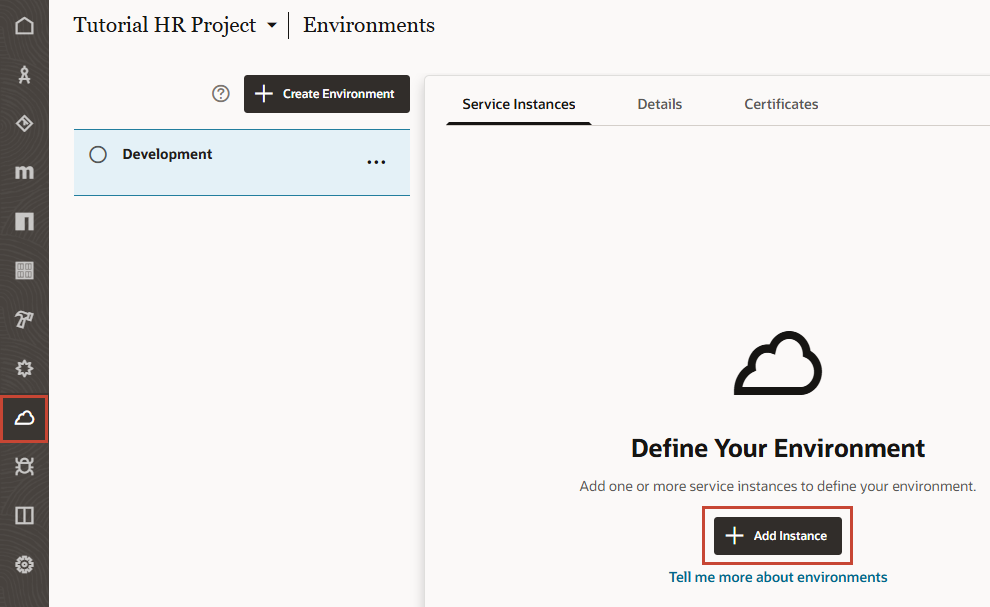 Tutorial HR Project
Environments
Create Environment
Development
Service Instances
Details
Certificates
Define Your Environment
Add one or more service instances to define your environment.
Add Instance
Tell me more about environments